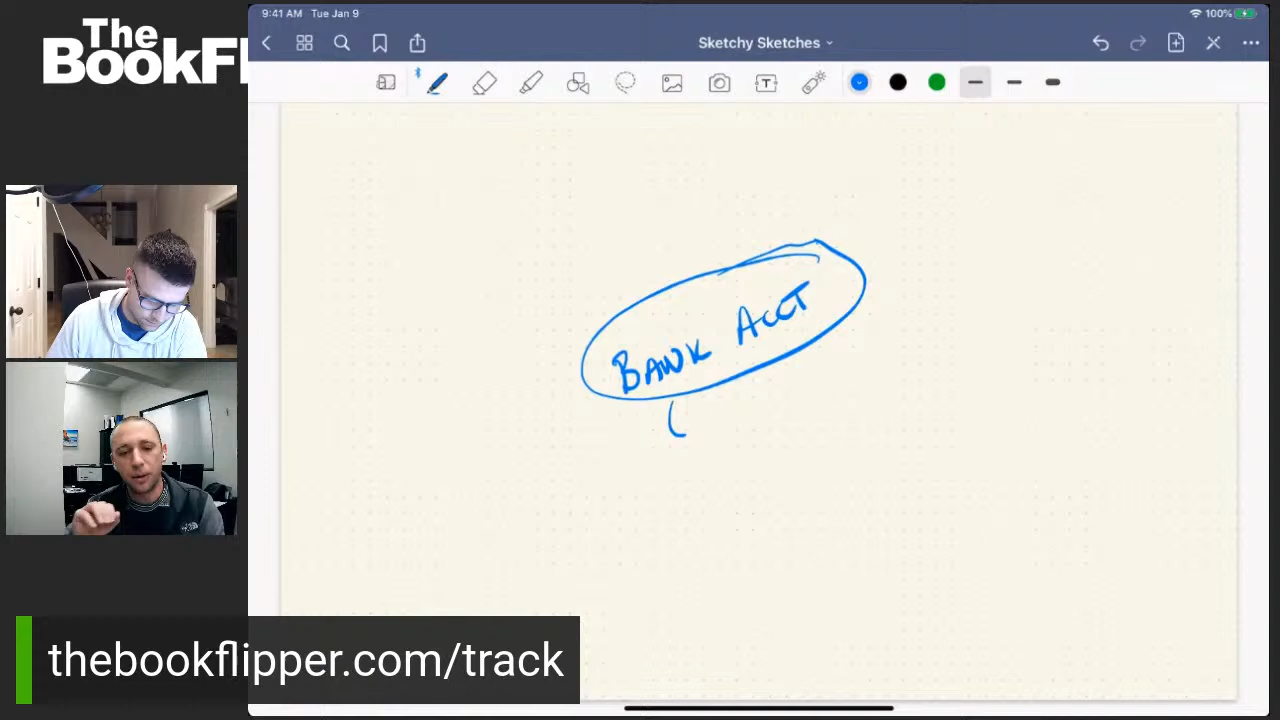 The
BookFl
9:41 AM Tue Jan 9
100%
Sketchy Sketches
T
BANK ACCT
thebookflipper.com/track